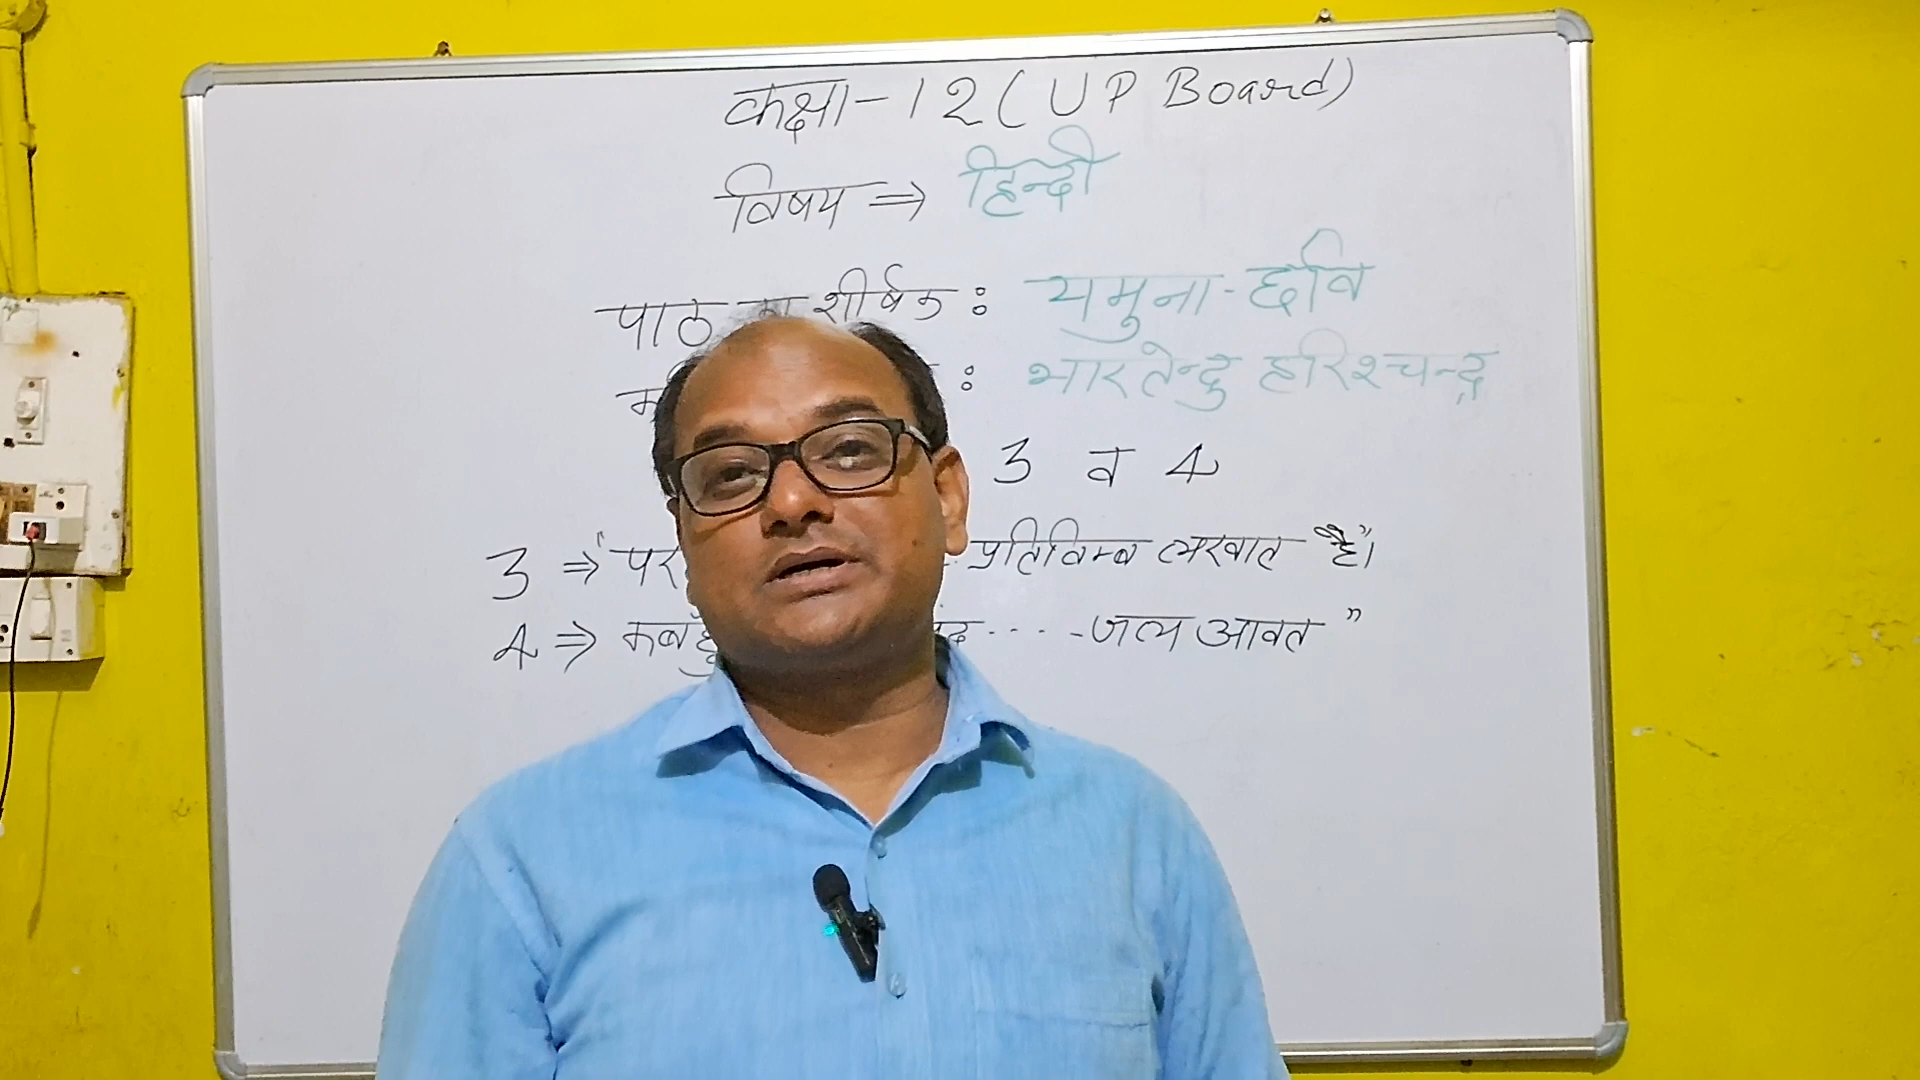 कक्षा-12 (UP Board)
विषय ⇒ हिन्दी
पाठ का शीर्षक : यमुना-छवि
: भारतेन्दु हरिश्चन्द्र
3 व 4
3 ⇒ "पर प्रतिविम्ब लखात है"।
4 ⇒ कबहुँ ....-जल आवत"